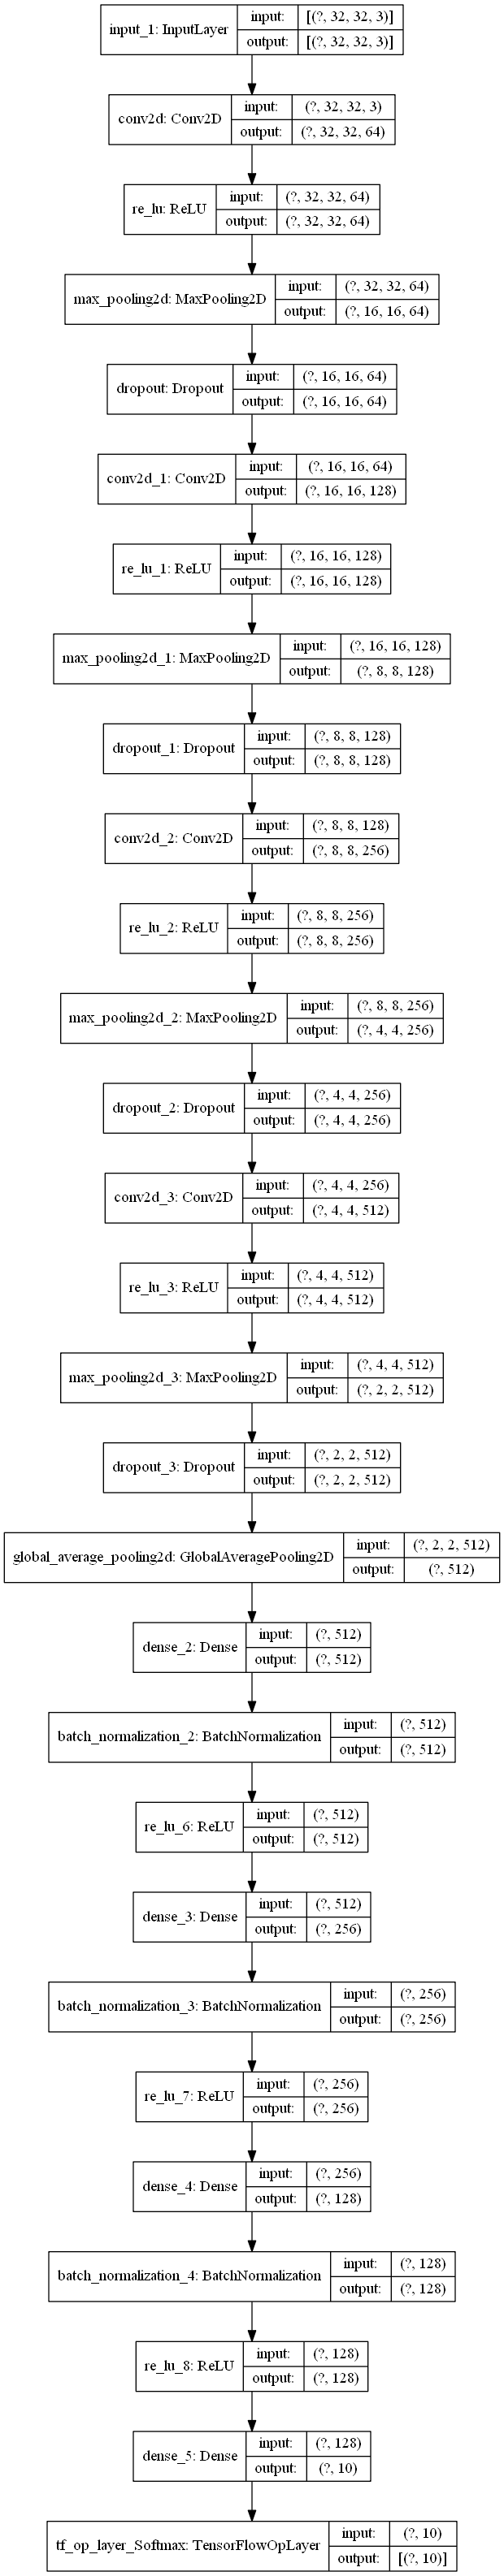 input_1: InputLayer
input:
[(?, 32, 32, 3)]
output:
[(?, 32, 32, 3)]
conv2d: Conv2D
input:
(?, 32, 32, 3)
output:
(?, 32, 32, 64)
re_lu: ReLU
input:
(?, 32, 32, 64)
output:
(?, 32, 32, 64)
max_pooling2d: MaxPooling2D
input:
(?, 32, 32, 64)
output:
(?, 16, 16, 64)
dropout: Dropout
input:
(?, 16, 16, 64)
output:
(?, 16, 16, 64)
conv2d_1: Conv2D
input:
(?, 16, 16, 64)
output:
(?, 16, 16, 128)
re_lu_1: ReLU
input:
(?, 16, 16, 128)
output:
(?, 16, 16, 128)
max_pooling2d_1: MaxPooling2D
input:
(?, 16, 16, 128)
output:
(?, 8, 8, 128)
dropout_1: Dropout
input:
(?, 8, 8, 128)
output:
(?, 8, 8, 128)
conv2d_2: Conv2D
input:
(?, 8, 8, 128)
output:
(?, 8, 8, 256)
re_lu_2: ReLU
input:
(?, 8, 8, 256)
output:
(?, 8, 8, 256)
max_pooling2d_2: MaxPooling2D
input:
(?, 8, 8, 256)
output:
(?, 4, 4, 256)
dropout_2: Dropout
input:
(?, 4, 4, 256)
output:
(?, 4, 4, 256)
conv2d_3: Conv2D
input:
(?, 4, 4, 256)
output:
(?, 4, 4, 512)
re_lu_3: ReLU
input:
(?, 4, 4, 512)
output:
(?, 4, 4, 512)
max_pooling2d_3: MaxPooling2D
input:
(?, 4, 4, 512)
output:
(?, 2, 2, 512)
dropout_3: Dropout
input:
(?, 2, 2, 512)
output:
(?, 2, 2, 512)
global_average_pooling2d: GlobalAveragePooling2D
input:
(?, 2, 2, 512)
output:
(?, 512)
dense_2: Dense
input:
(?, 512)
output:
(?, 512)
batch_normalization_2: BatchNormalization
input:
(?, 512)
output:
(?, 512)
re_lu_6: ReLU
input:
(?, 512)
output:
(?, 512)
dense_3: Dense
input:
(?, 512)
output:
(?, 256)
batch_normalization_3: BatchNormalization
input:
(?, 256)
output:
(?, 256)
re_lu_7: ReLU
input:
(?, 256)
output:
(?, 256)
dense_4: Dense
input:
(?, 256)
output:
(?, 128)
batch_normalization_4: BatchNormalization
input:
(?, 128)
output:
(?, 128)
re_lu_8: ReLU
input:
(?, 128)
output:
(?, 128)
dense_5: Dense
input:
(?, 128)
output:
(?, 10)
tf_op_layer_Softmax: TensorFlowOpLayer
input:
(?, 10)
output:
[(?, 10)]